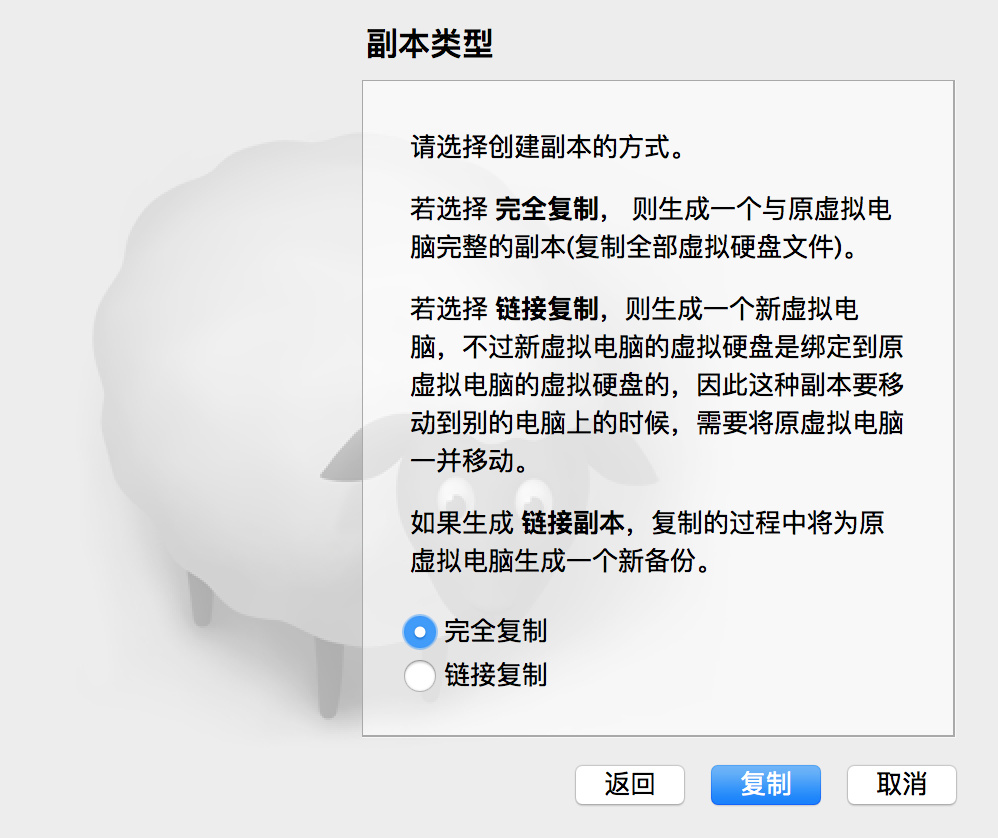 副本类型
请选择创建副本的方式。
若选择 完全复制， 则生成一个与原虚拟电
脑完整的副本(复制全部虚拟硬盘文件)。
若选择 链接复制，则生成一个新虚拟电
脑，不过新虚拟电脑的虚拟硬盘是绑定到原
虚拟电脑的虚拟硬盘的，因此这种副本要移
动到别的电脑上的时候，需要将原虚拟电脑
一并移动。
如果生成 链接副本，复制的过程中将为原
虚拟电脑生成一个新备份。
完全复制
链接复制
返回
复制
取消